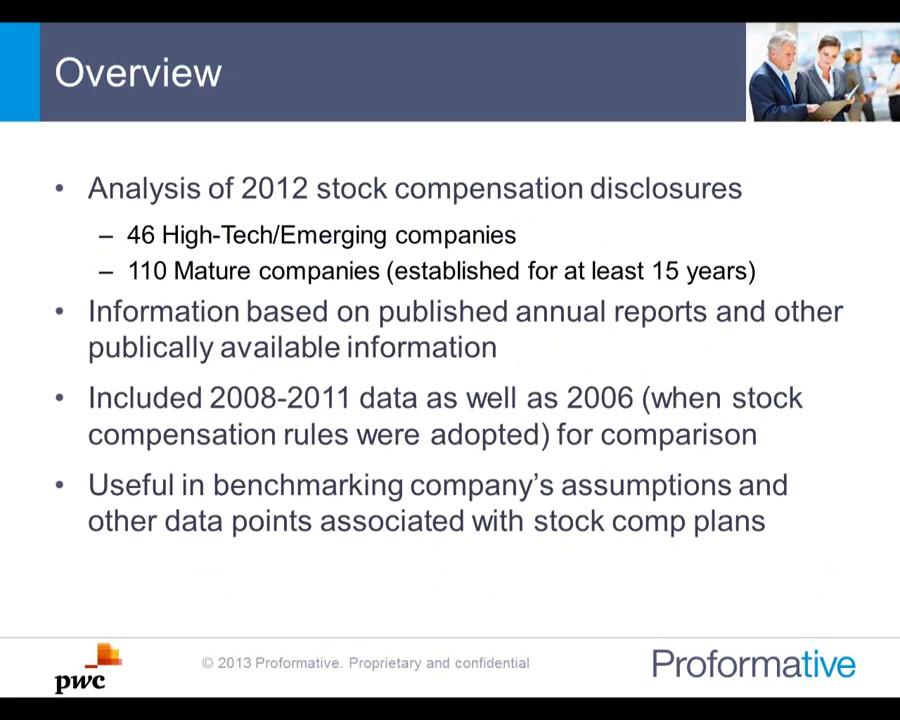 Overview
• Analysis of 2012 stock compensation disclosures
– 46 High-Tech/Emerging companies
– 110 Mature companies (established for at least 15 years)
• Information based on published annual reports and other
publically available information
• Included 2008-2011 data as well as 2006 (when stock
compensation rules were adopted) for comparison
• Useful in benchmarking company's assumptions and
other data points associated with stock comp plans
pwc
© 2013 Proformative. Proprietary and confidential
Proformative